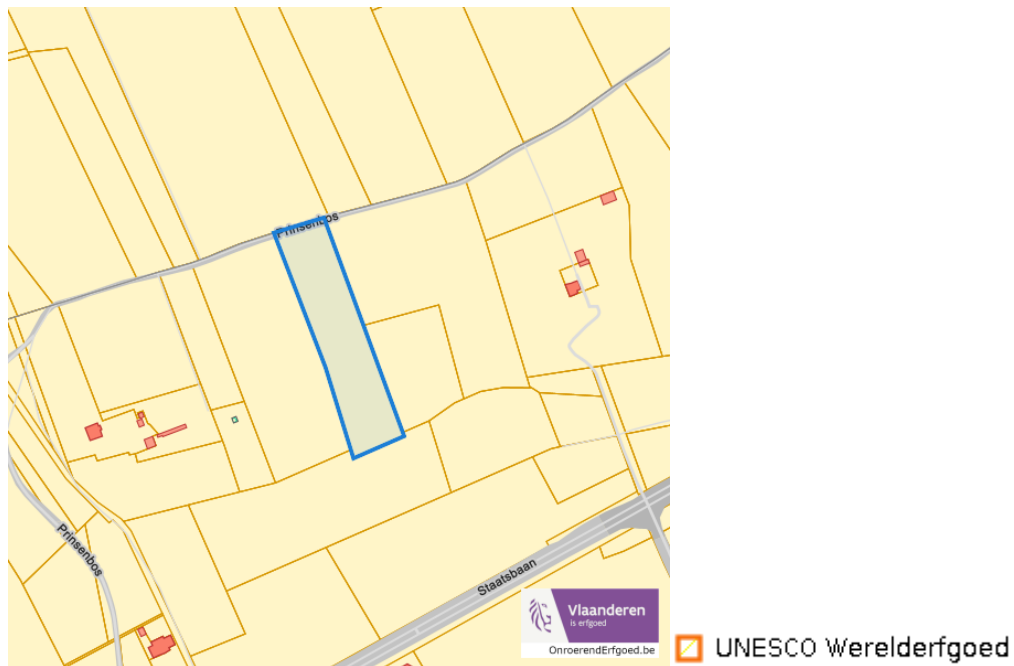 Prinsenbos
Prinsenbos
Staatsbaan
Vlaanderen
is erfgoed
OnroerendErfgoed.be
UNESCO Werelderfgoed